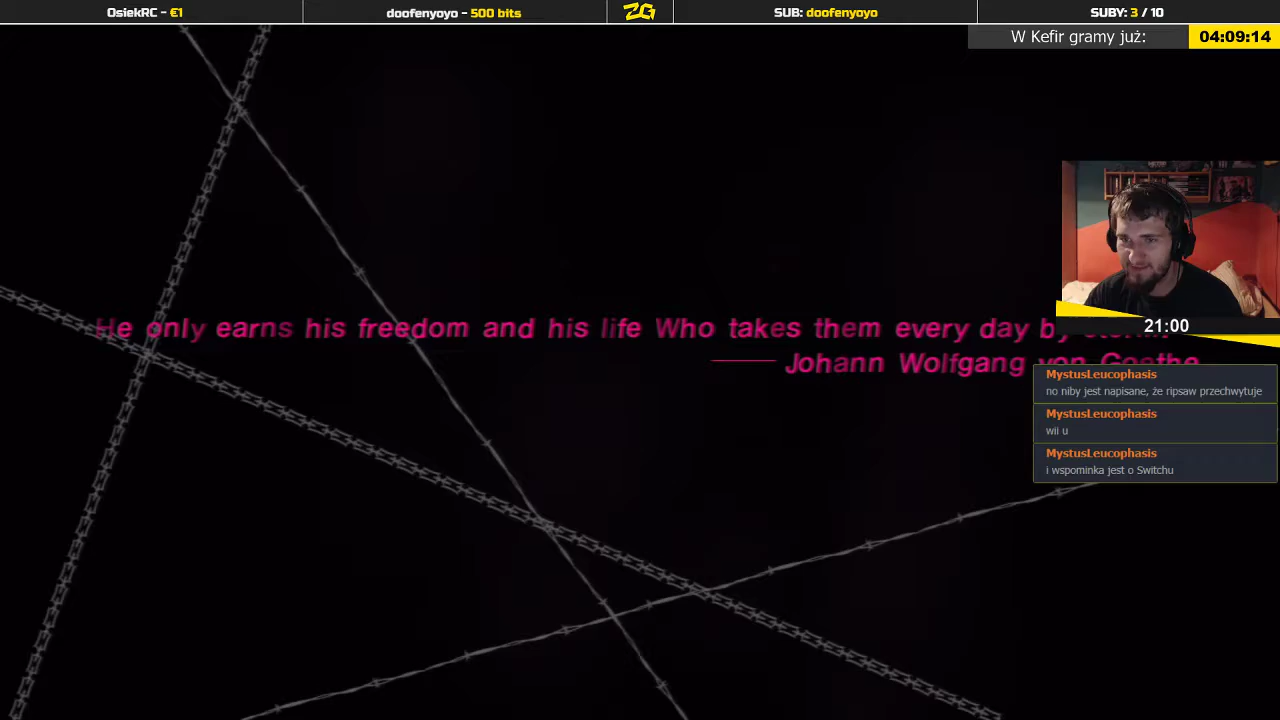 OsiekRC - €1
doofenyoyo - 500 bits
ZG
SUB: doofenyoyo
SUBY: 3 / 10
W Kefir gramy już:
04:09:14
He only earns his freedom and his life Who takes them every day by
Johann Wolfgang von Goethe
21:00
MystusLeucophasis
no niby jest napisane, że ripsaw przechwytuje
MystusLeucophasis
wii u
MystusLeucophasis
i wspominka jest o Switchu